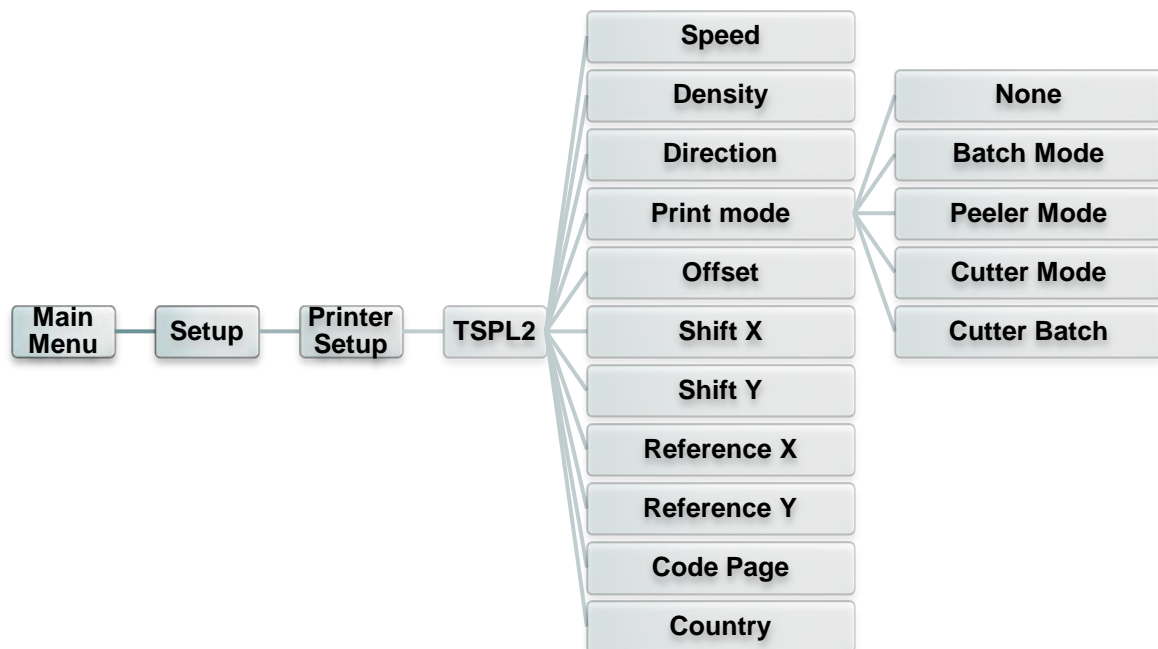 Main
Menu
Setup
Printer
Setup
TSPL2
Speed
Density
Direction
Print mode
Offset
Shift X
Shift Y
Reference X
Reference Y
Code Page
Country
None
Batch Mode
Peeler Mode
Cutter Mode
Cutter Batch